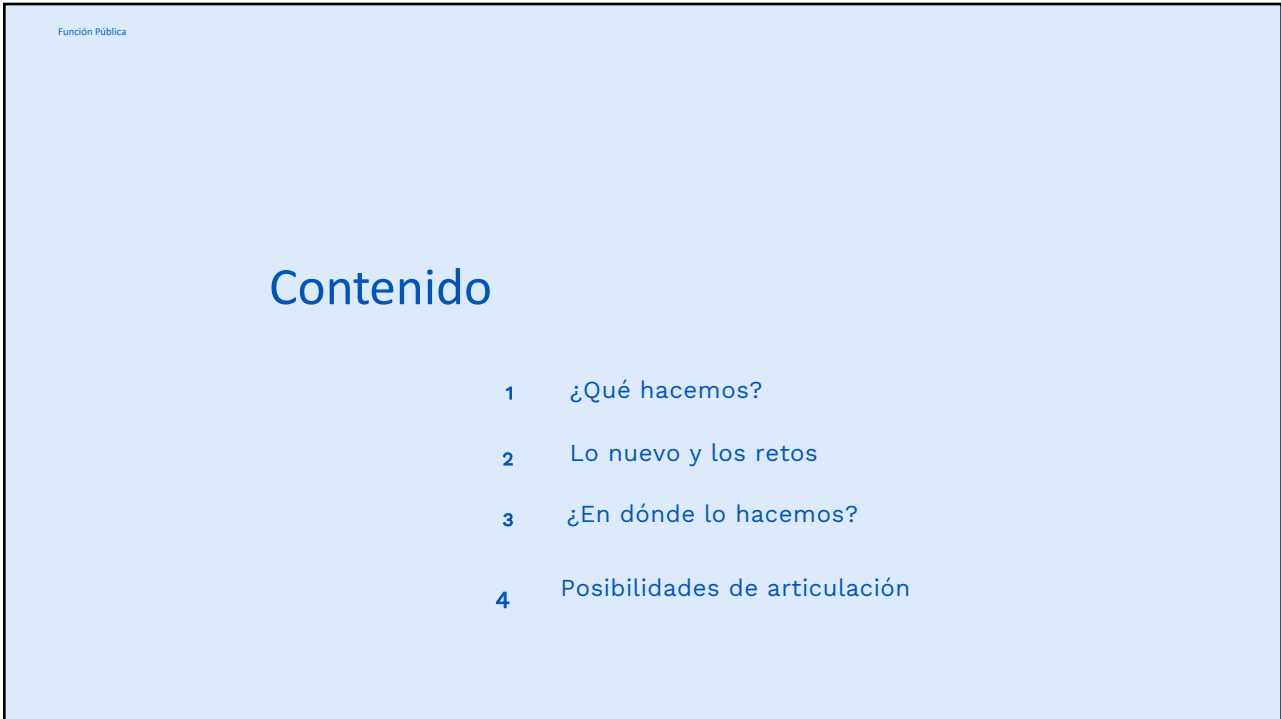 Función Pública
Contenido
1 ¿Qué hacemos?
2 Lo nuevo y los retos
3 ¿En dónde lo hacemos?
4 Posibilidades de articulación